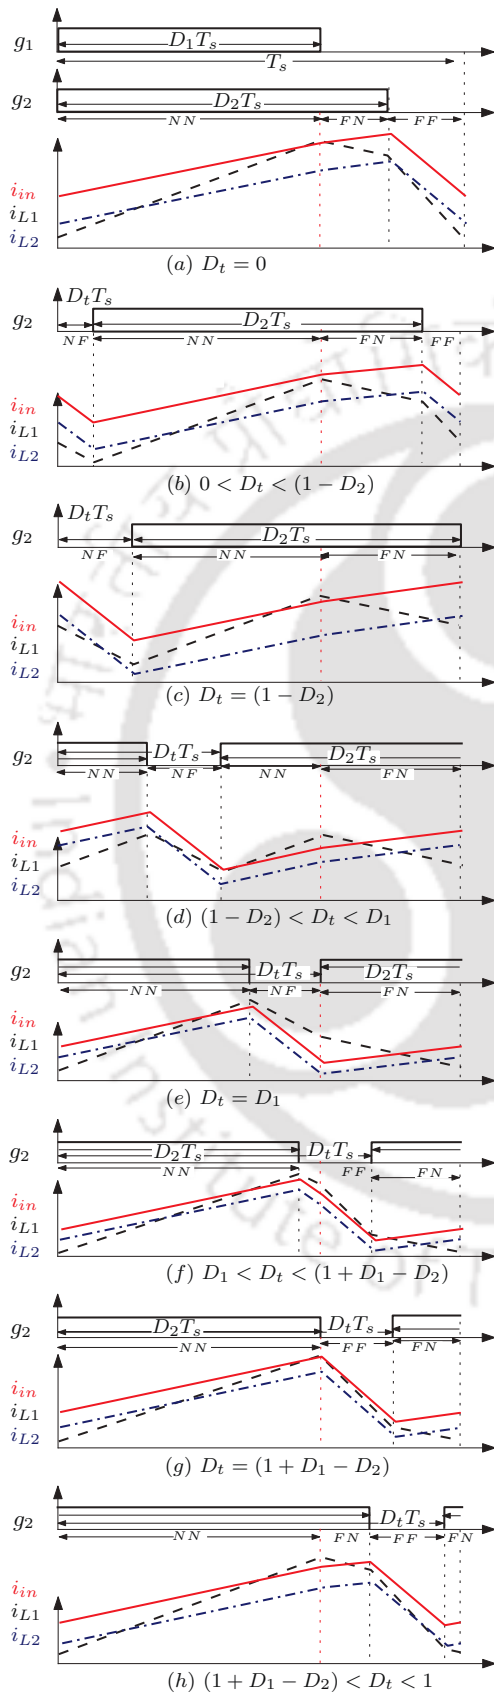 g1 D1Ts
Ts
g2 D2Ts
NN FN FF
iin
iL1
iL2
(a) Dt = 0
DtTs
g2 D2Ts
NF NN FN FF
iin
iL1
iL2
(b) 0 < Dt < (1 − D2)
DtTs
g2 D2Ts
NF NN FN
iin
iL1
iL2
(c) Dt = (1 − D2)
g2 DtTs D2Ts
NN NF NN FN
iin
iL1
iL2
(d) (1 − D2) < Dt < D1
g2 DtTs D2Ts
NN NF FN
iin
iL1
iL2
(e) Dt = D1
g2 D2Ts DtTs
NN FF FN
iin
iL1
iL2
(f) D1 < Dt < (1 + D1 − D2)
g2 D2Ts DtTs
NN FF FN
iin
iL1
iL2
(g) Dt = (1 + D1 − D2)
g2 DtTs
NN FN FF FN
iin
iL1
iL2
(h) (1 + D1 − D2) < Dt < 1
Indian Institute of T